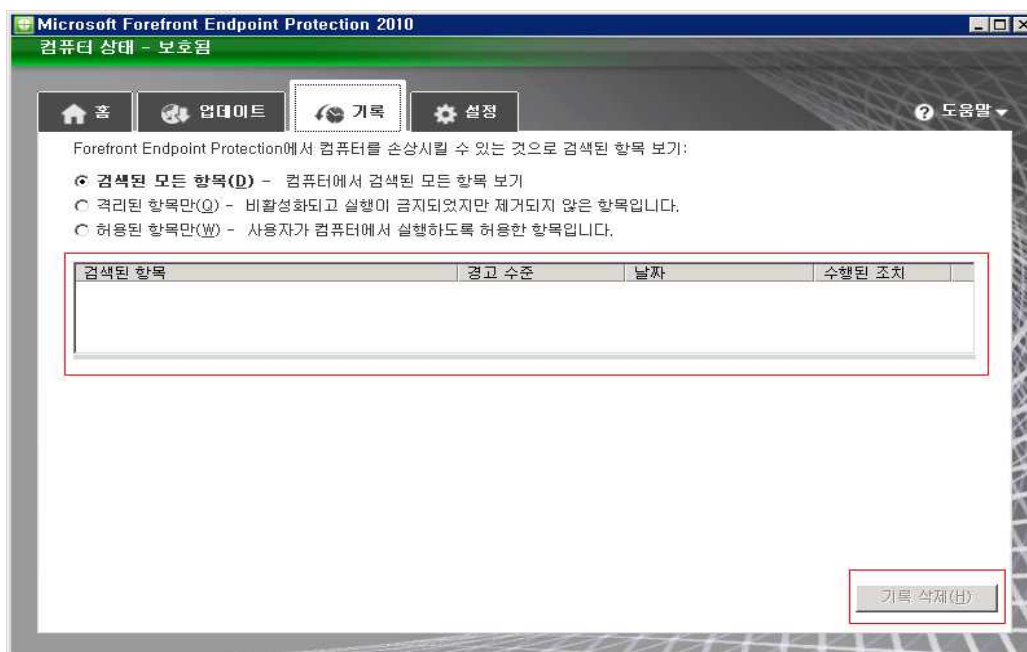 Microsoft Forefront Endpoint Protection 2010
컴퓨터 상태 - 보호됨
홈
업데이트
기록
설정
도움말
Forefront Endpoint Protection에서 컴퓨터를 손상시킬 수 있는 것으로 검색된 항목 보기:
검색된 모든 항목(D) - 컴퓨터에서 검색된 모든 항목 보기
격리된 항목만(Q) - 비활성화되고 실행이 금지되었지만 제거되지 않은 항목입니다.
허용된 항목만(W) - 사용자가 컴퓨터에서 실행하도록 허용한 항목입니다.
검색된 항목 경고 수준 날짜 수행된 조치
기록 삭제(H)